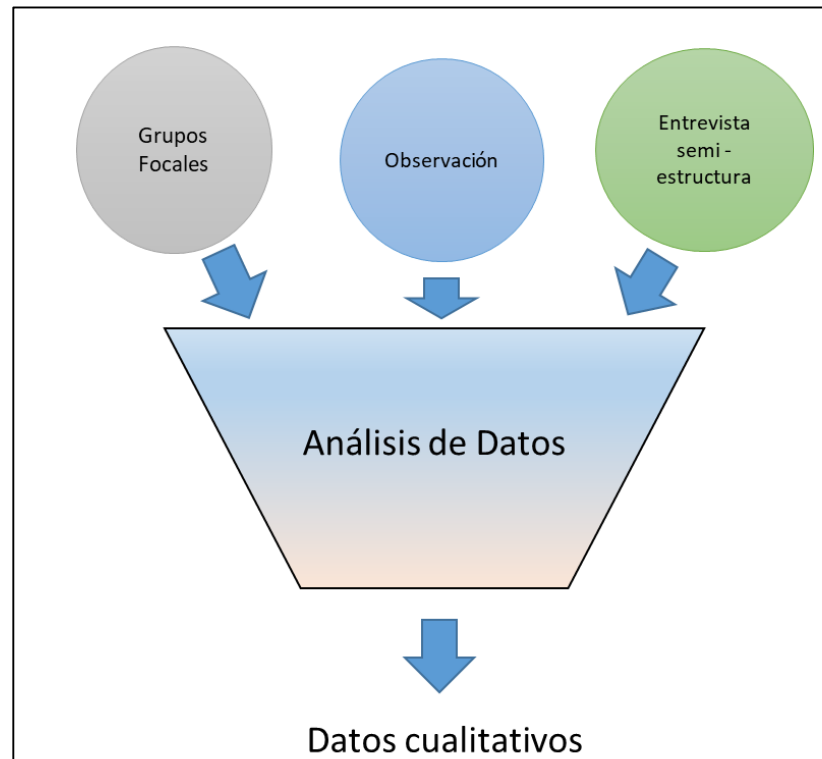 Grupos
Focales
Observación
Entrevista
semi -
estructura
Análisis de Datos
Datos cualitativos